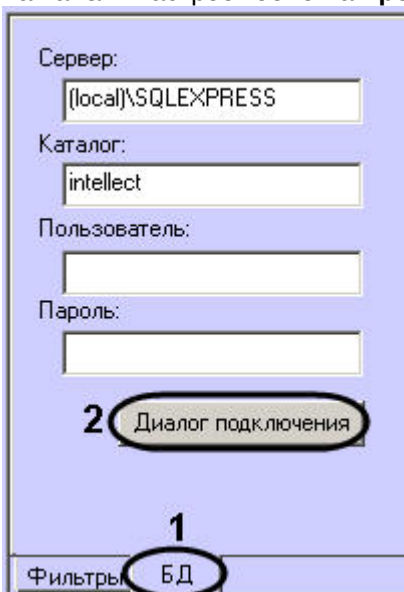 Сервер:
(local)\SQLEXPRESS
Каталог:
intellect
Пользователь:
Пароль:
2 Диалог подключения
1
Фильтры БД